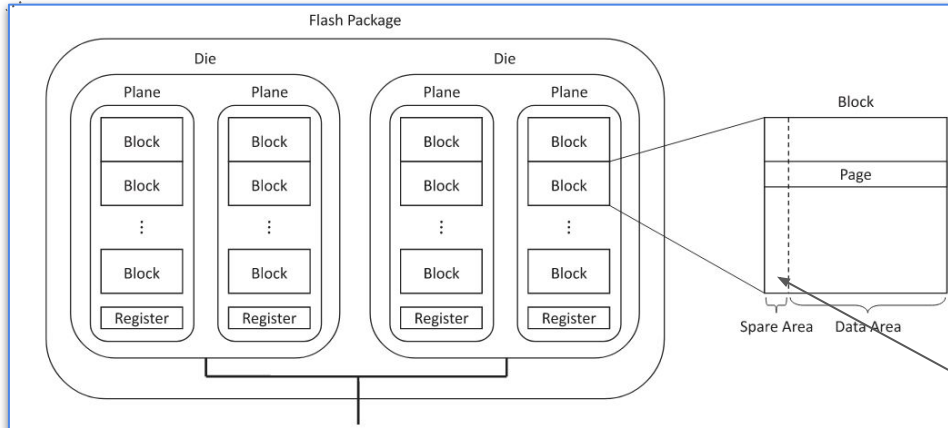 Flash Package
Die Die
Plane Plane Plane Plane
Block
Block Block Block Block
Block Block Block Block
Page
⋮ ⋮ ⋮ ⋮
Block Block Block Block
Register Register Register Register
Spare Area Data Area